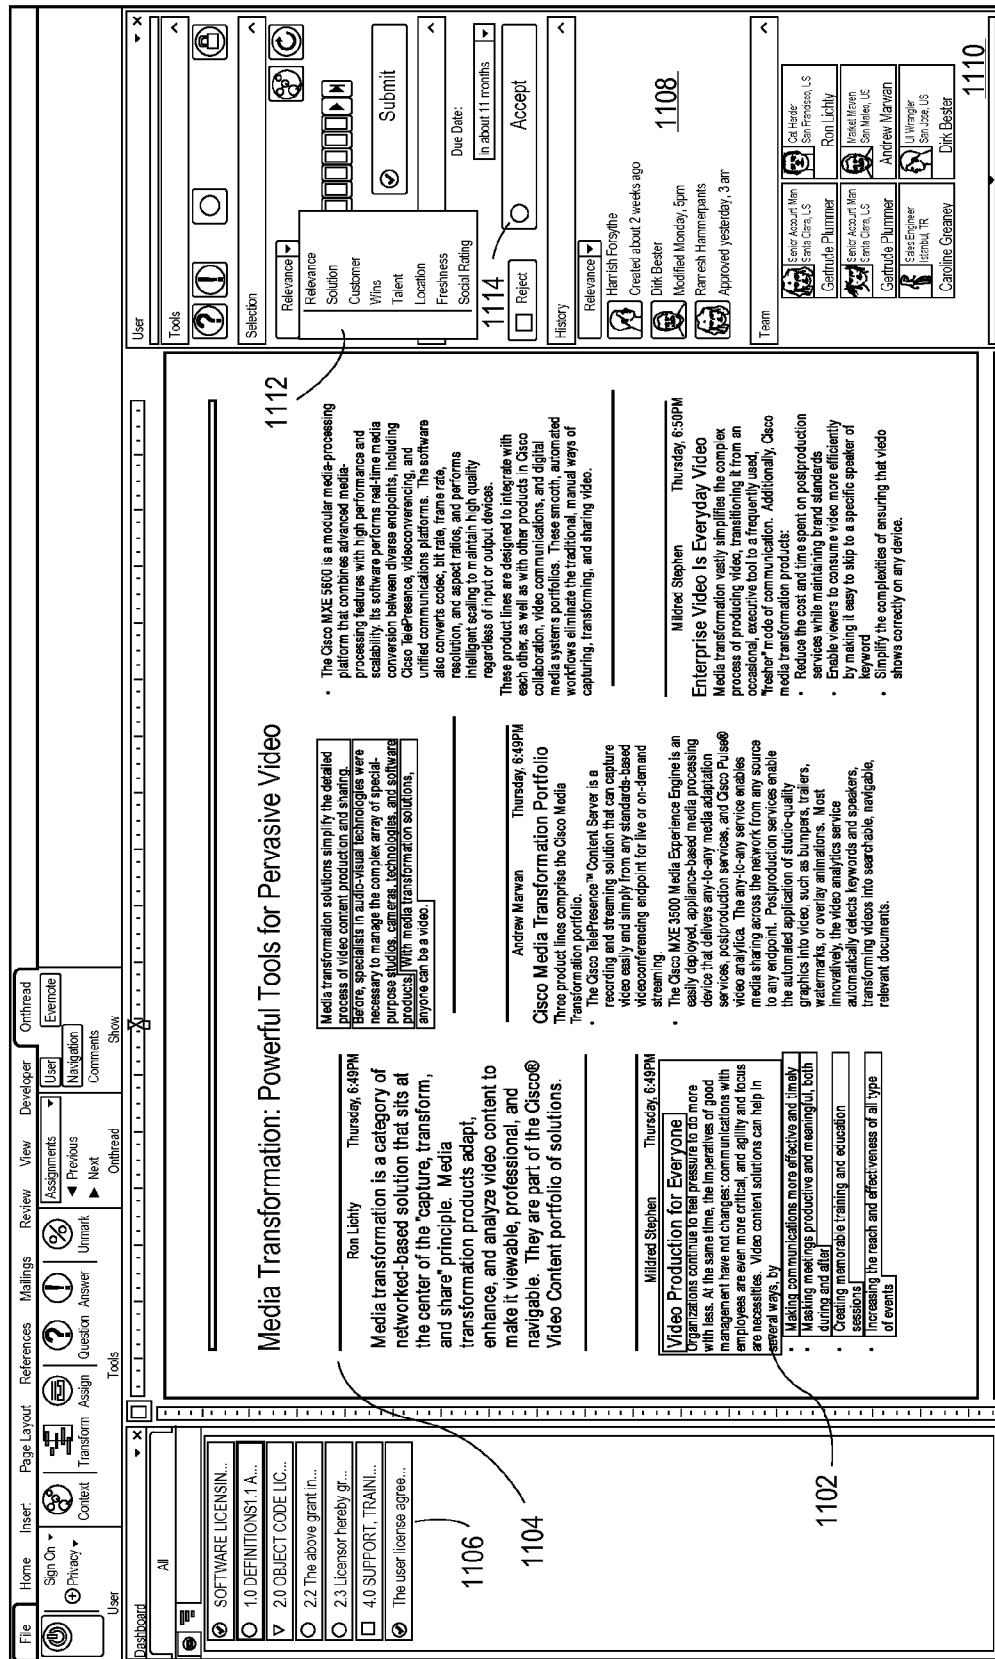 File Home Inser: Page Layout References Mailings Review View Developer Onthread
Sign On
Privacy
User
Context
Transform
Assign
Question
Answer
Unmark
Tools
Assignments
Previous
Next
Onthread
User
Evernote
Navigation
Comments
Show
Dashboard
All
SOFTWARE LICENSIN...
1.0 DEFINITIONS1.1 A...
2.0 OBJECT CODE LIC...
2.2 The above grant in...
2.3 Licensor hereby gr...
4.0 SUPPORT, TRAINI...
The user license agree...
1106
1104
1102
Media Transformation: Powerful Tools for Pervasive Video
Ron Lichty Thursday, 6:49PM
Media transformation is a category of
networked-based solution that sits at
the center of the "capture, transform,
and share" principle. Media
transformation products adapt,
enhance, and analyze video content to
make it viewable, professional, and
navigable. They are part of the Cisco®
Video Content portfolio of solutions.
Mildred Stephen Thursday, 6:49PM
Video Production for Everyone
Organizations continue to feel pressure to do more
with less. At the same time, the Imperatives of good
management have not changes: communications with
employees are even more critical, and agility and focus
are necessities. Video content solutions can help in
several ways, by
• Making communications more effective and timely
• Masking meetings productive and meaningful, both
during and after
• Creating memorable training and education
sessions
• Increasing the reach and effectiveness of all type
of events
Media transformation solutions simplify the detailed
process of video content production and sharing.
Before, specialists in audio-visual technologies were
necessary to manage the complex array of special-
purpose studios, cameras, technologies, and software
products. With media transformation solutions,
anyone can be a video.
Andrew Marwan Thursday, 6:49PM
Cisco Media Transformation Portfolio
Three product lines comprise the Cisco Media
Transformation portfolio.
• The Cisco TelePresence™ Content Server is a
recording and streaming solution that can capture
video easily and simply from any standards-based
videoconferencing endpoint for live or on-demand
streaming.
• The Cisco MXE 3500 Media Experience Engine is an
easily deployed, appliance-based media processing
device that delivers any-to-any media adaptation
services, postproduction services, and Cisco Pulse®
video analytica. The any-to-any service enables
media sharing across the network from any source
to any endpoint. Postproduction services enable
the automated application of studio-quality
graphics into video, such as bumpers, trailers,
watermarks, or overlay animations. Most
innovatively, the video analytics service
automatically detects keywords and speakers,
transforming videos into searchable, navigable,
relevant documents.
• The Cisco MXE 5600 is a modular media-processing
platform that combines advanced media-
processing features with high performance and
scalability. Its software performs real-time media
conversion between diverse endpoints, including
Cicso TelePresence, videoconverencing, and
unified communications platforms. The software
also converts codec, bit rate, frame rate,
resolution, and aspect ratios, and performs
intelligent scaling to maintain high quality
regardless of input or output devices.
These product lines are designed to integrate with
each other, as well as with other products in Cisco
collaboration, video communications, and digital
media systems portfolios. These smooth, automated
workflows eliminate the traditional, manual ways of
capturing, transforming, and sharing video.
Mildred Stephen Thursday, 6:50PM
Enterprise Video Is Everyday Video
Media transformation vastly simplifies the complex
process of producing video, transitioning it from an
occasional, executive tool to a frequently used,
"fresher" mode of communication. Additionally, Cisco
media transformation products:
• Reduce the cost and time spent on postproduction
services while maintaining brand standards
• Enable viewers to consume video more efficiently
by making it easy to skip to a specific speaker of
keyword
• Simplify the complexities of ensuring that viedo
shows correctly on any device.
1112
User
Tools
Selection
Relevance
Relevance
Solution
Customer
Wins
Talent
Location
Freshness
Social Rating
Submit
Due Date:
in about 11 months
1114
Reject
Accept
History
Relevance
Harrish Forsythe
Created about 2 weeks ago
Dirk Bester
Modified Monday, 5pm
Ramesh Hammerpants
Approved yesterday, 3 am
1108
Team
Senior Account Man
Santa Clara, US
Gertrude Plummer
Cat Herder
San Francisco, US
Ron Lichty
Senior Account Man
Santa Clara, US
Gertrude Plummer
Market Maven
San Mateo, US
Andrew Marwan
Sales Engineer
Istanbul, TR
Caroline Greaney
UI Wrangler
San Jose, US
Dirk Bester
1110